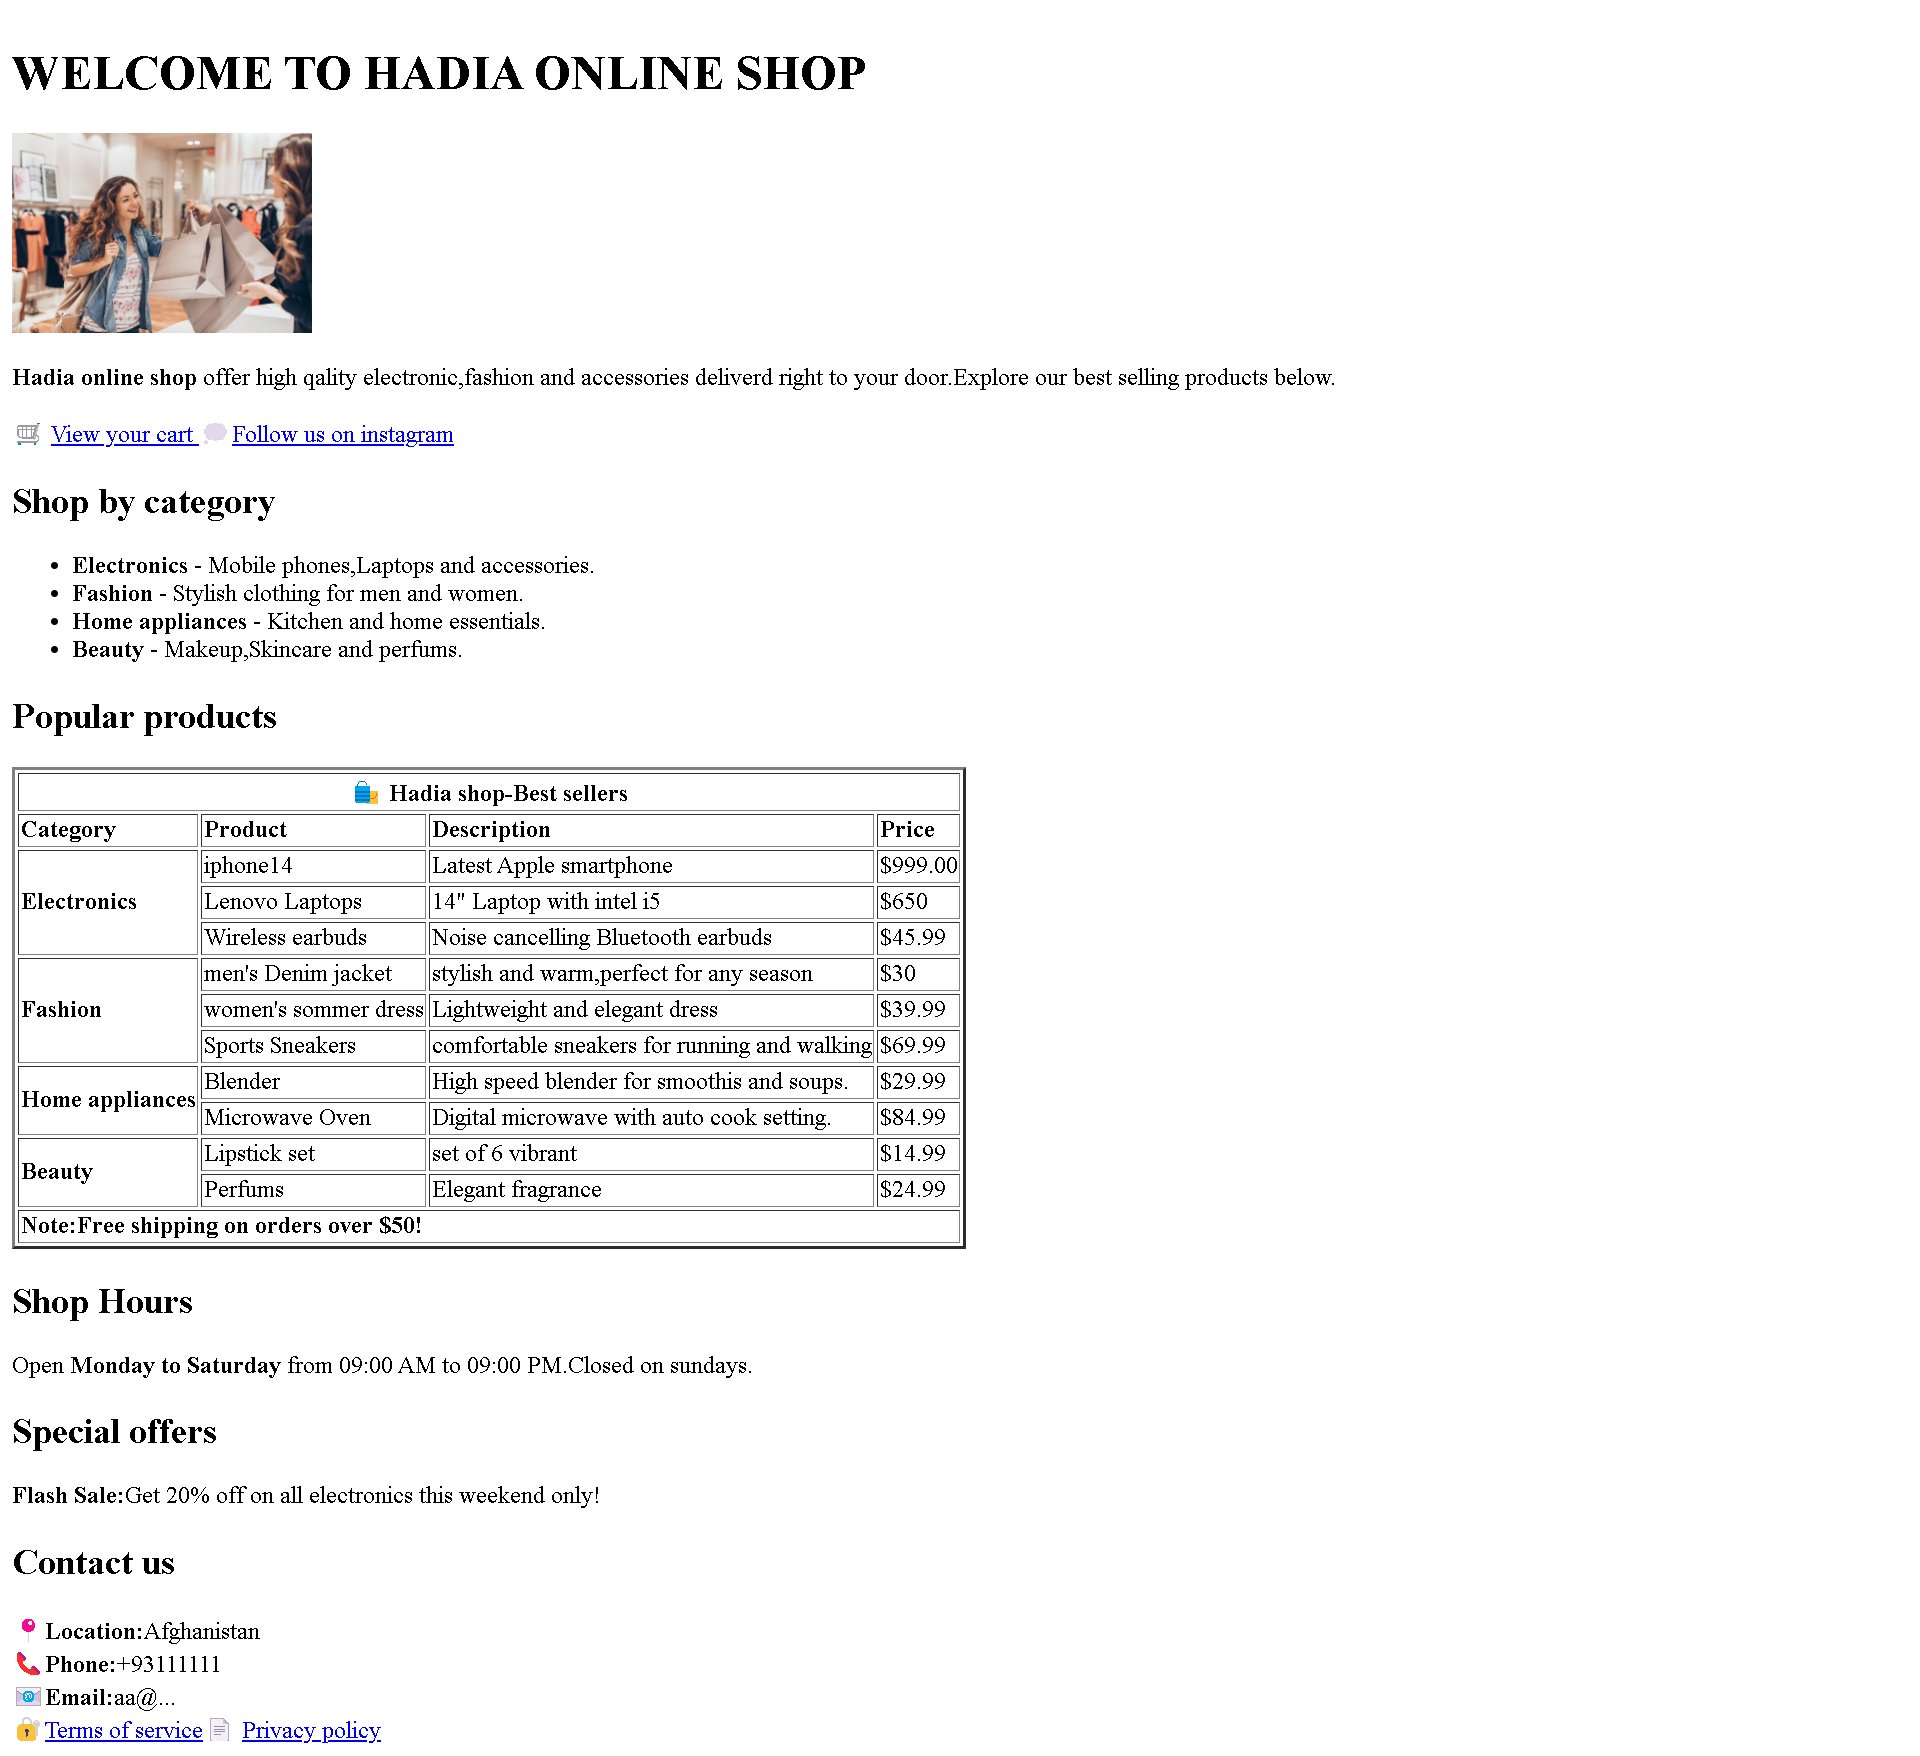 WELCOME TO HADIA ONLINE SHOP
Hadia online shop offer high qality electronic,fashion and accessories deliverd right to your door.Explore our best selling products below.
View your cart Follow us on instagram
Shop by category
Electronics - Mobile phones,Laptops and accessories.
Fashion - Stylish clothing for men and women.
Home appliances - Kitchen and home essentials.
Beauty - Makeup,Skincare and perfums.
Popular products
Hadia shop-Best sellers
Category Product Description Price
Electronics iphone14 Latest Apple smartphone $999.00
Lenovo Laptops 14" Laptop with intel i5 $650
Wireless earbuds Noise cancelling Bluetooth earbuds $45.99
Fashion men's Denim jacket stylish and warm,perfect for any season $30
women's sommer dress Lightweight and elegant dress $39.99
Sports Sneakers comfortable sneakers for running and walking $69.99
Home appliances Blender High speed blender for smoothis and soups. $29.99
Microwave Oven Digital microwave with auto cook setting. $84.99
Beauty Lipstick set set of 6 vibrant $14.99
Perfums Elegant fragrance $24.99
Note:Free shipping on orders over $50!
Shop Hours
Open Monday to Saturday from 09:00 AM to 09:00 PM.Closed on sundays.
Special offers
Flash Sale:Get 20% off on all electronics this weekend only!
Contact us
Location:Afghanistan
Phone:+93111111
Email:aa@...
Terms of service Privacy policy